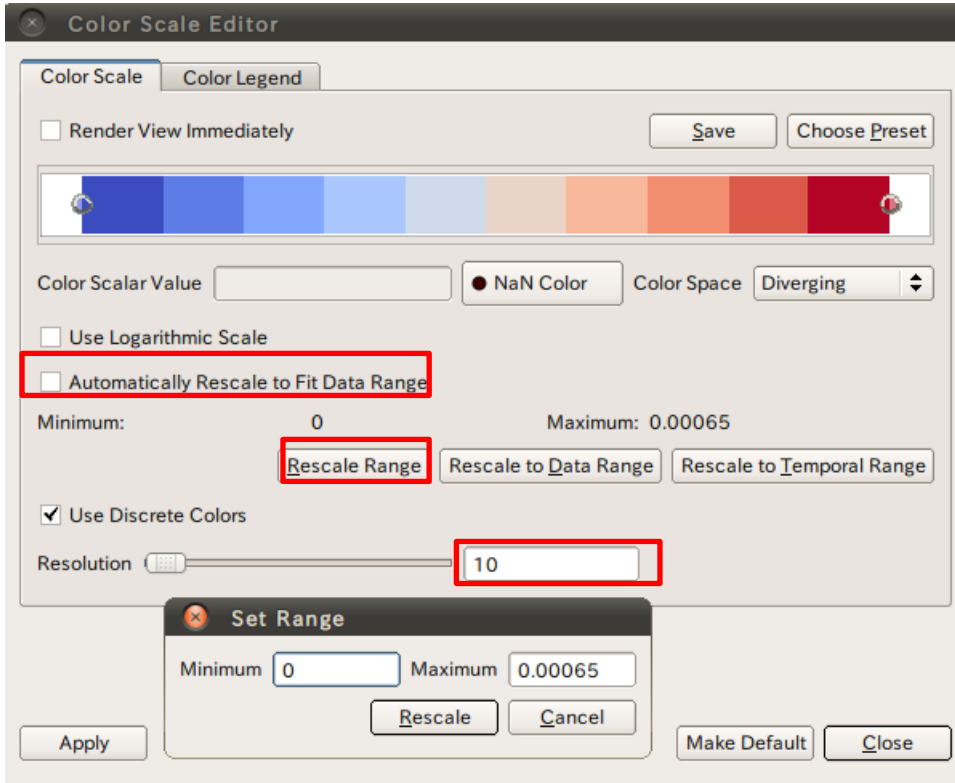 Color Scale Editor
Color Scale Color Legend
Render View Immediately Save Choose Preset
Color Scalar Value NaN Color Color Space Diverging
Use Logarithmic Scale
Automatically Rescale to Fit Data Range
Minimum: 0 Maximum: 0.00065
Rescale Range Rescale to Data Range Rescale to Temporal Range
Use Discrete Colors
Resolution 10
Set Range
Minimum 0 Maximum 0.00065
Rescale Cancel
Apply Make Default Close